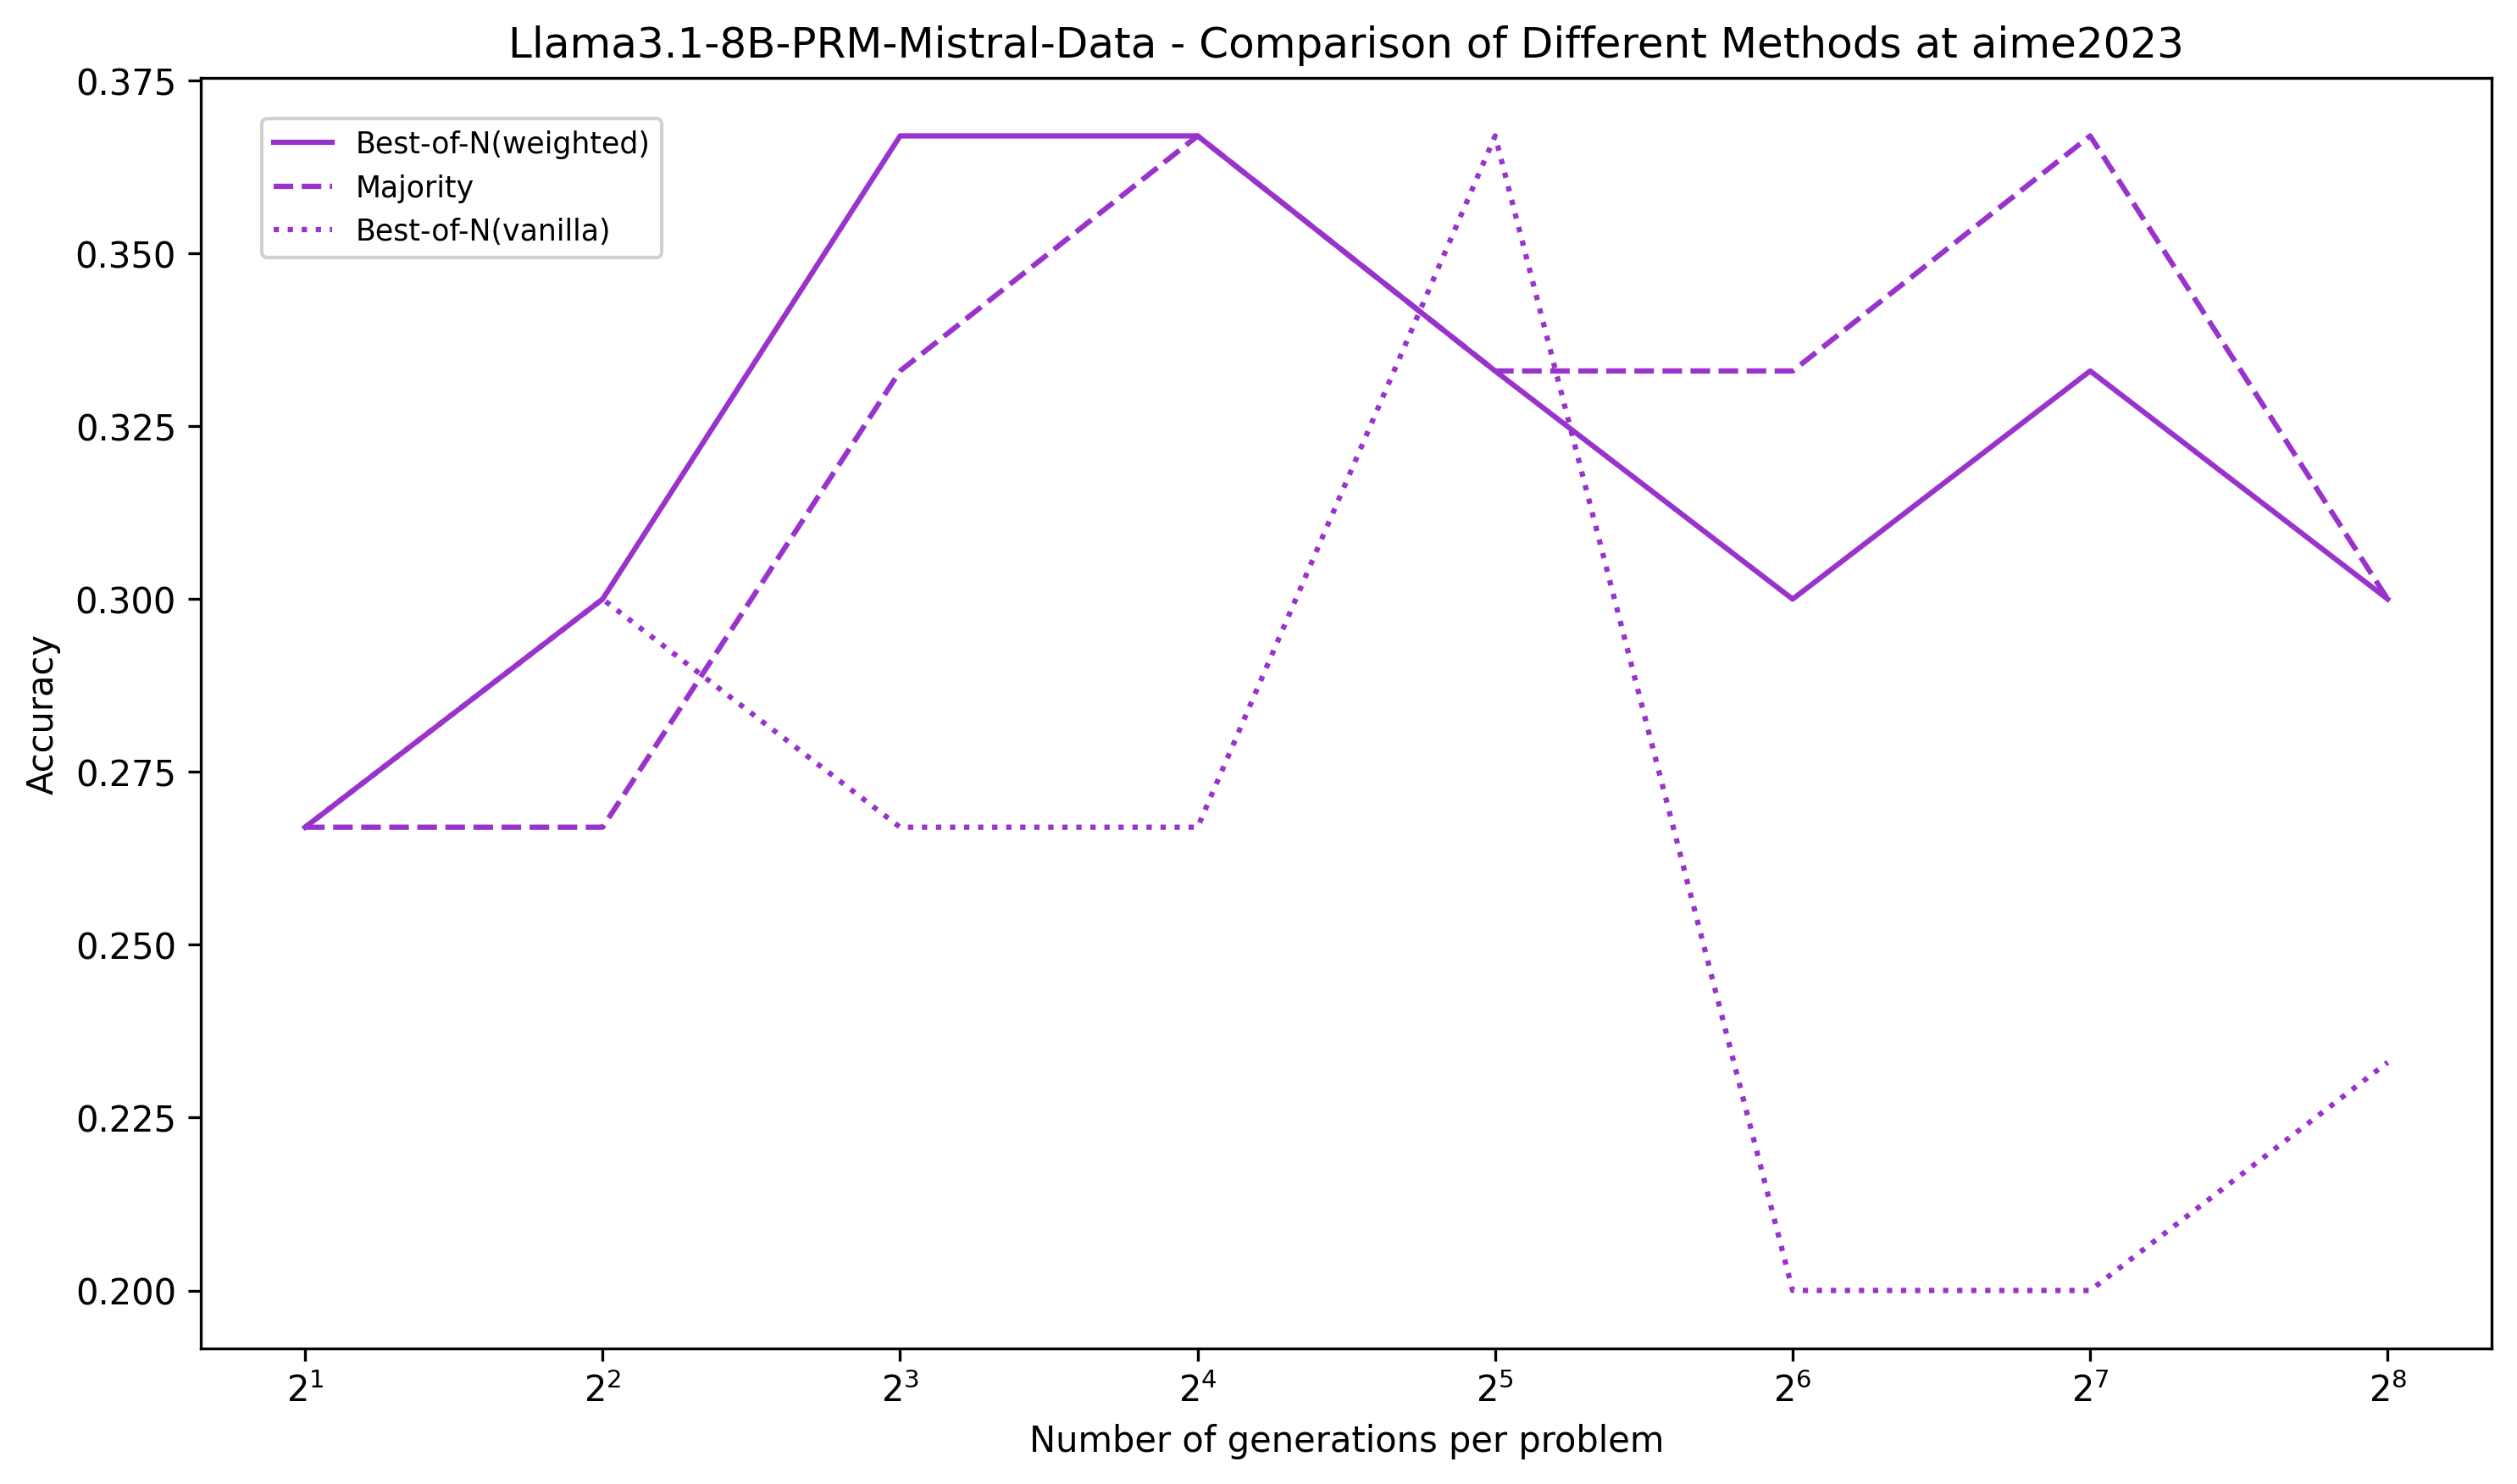 Llama3.1-8B-PRM-Mistral-Data - Comparison of Different Methods at aime2023
Best-of-N(weighted)
Majority
Best-of-N(vanilla)
Accuracy
0.375
0.350
0.325
0.300
0.275
0.250
0.225
0.200
2¹ 2² 2³ 2⁴ 2⁵ 2⁶ 2⁷ 2⁸
Number of generations per problem